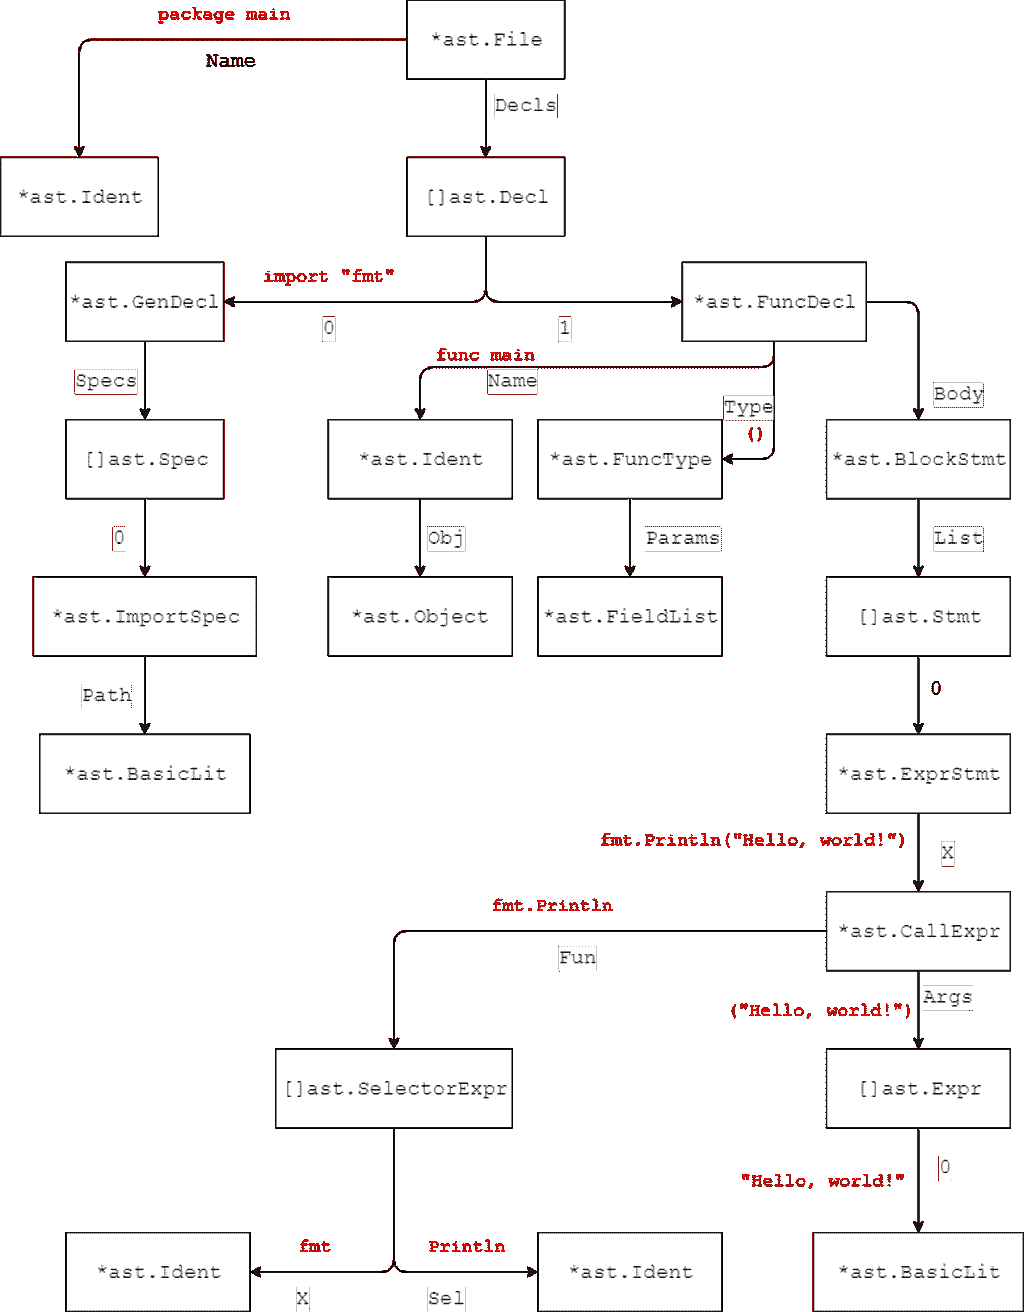 package main
*ast.File
Name
Decls
*ast.Ident
[]ast.Decl
import "fmt"
*ast.GenDecl
*ast.FuncDecl
0
1
func main
Specs
Name
Type
Body
()
[]ast.Spec
*ast.Ident
*ast.FuncType
*ast.BlockStmt
0
Obj
Params
List
*ast.ImportSpec
*ast.Object
*ast.FieldList
[]ast.Stmt
Path
0
*ast.BasicLit
*ast.ExprStmt
fmt.Println("Hello, world!")
X
fmt.Println
*ast.CallExpr
Fun
Args
("Hello, world!")
[]ast.SelectorExpr
[]ast.Expr
0
"Hello, world!"
fmt
Println
*ast.Ident
*ast.Ident
*ast.BasicLit
X
Sel